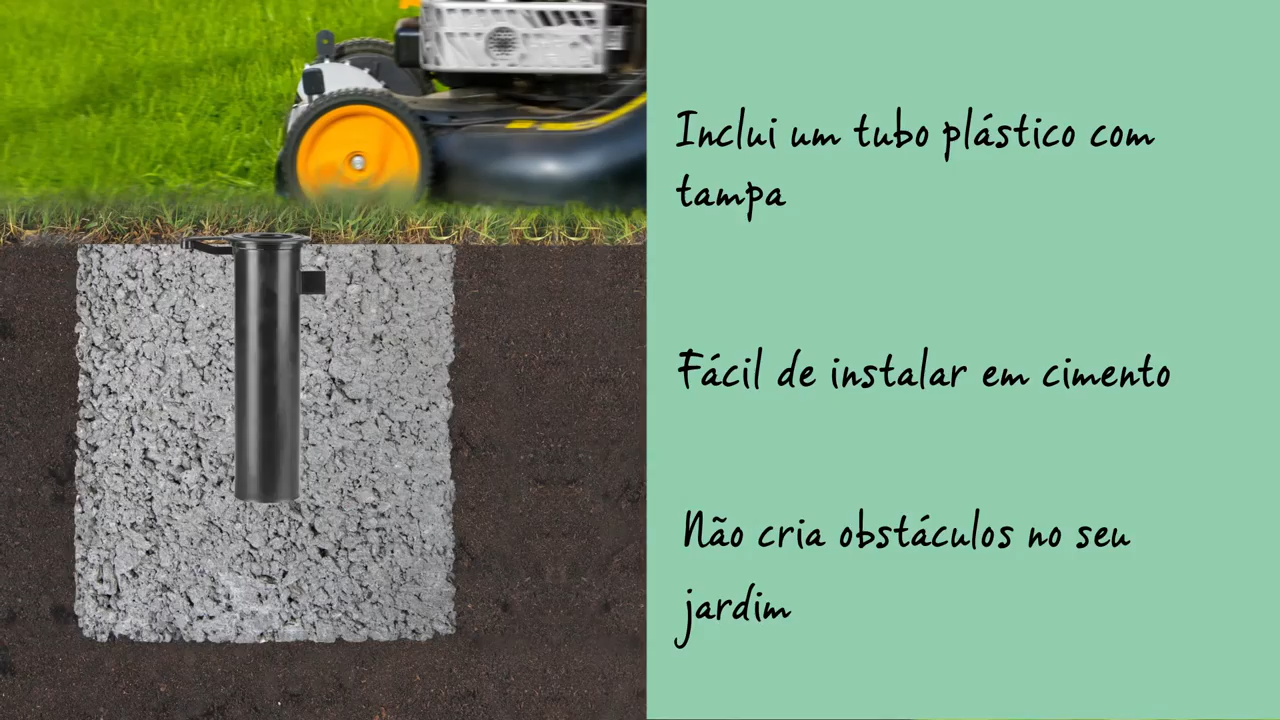 Inclui um tubo plástico com
tampa
Fácil de instalar em cimento
Não cria obstáculos no seu
jardim